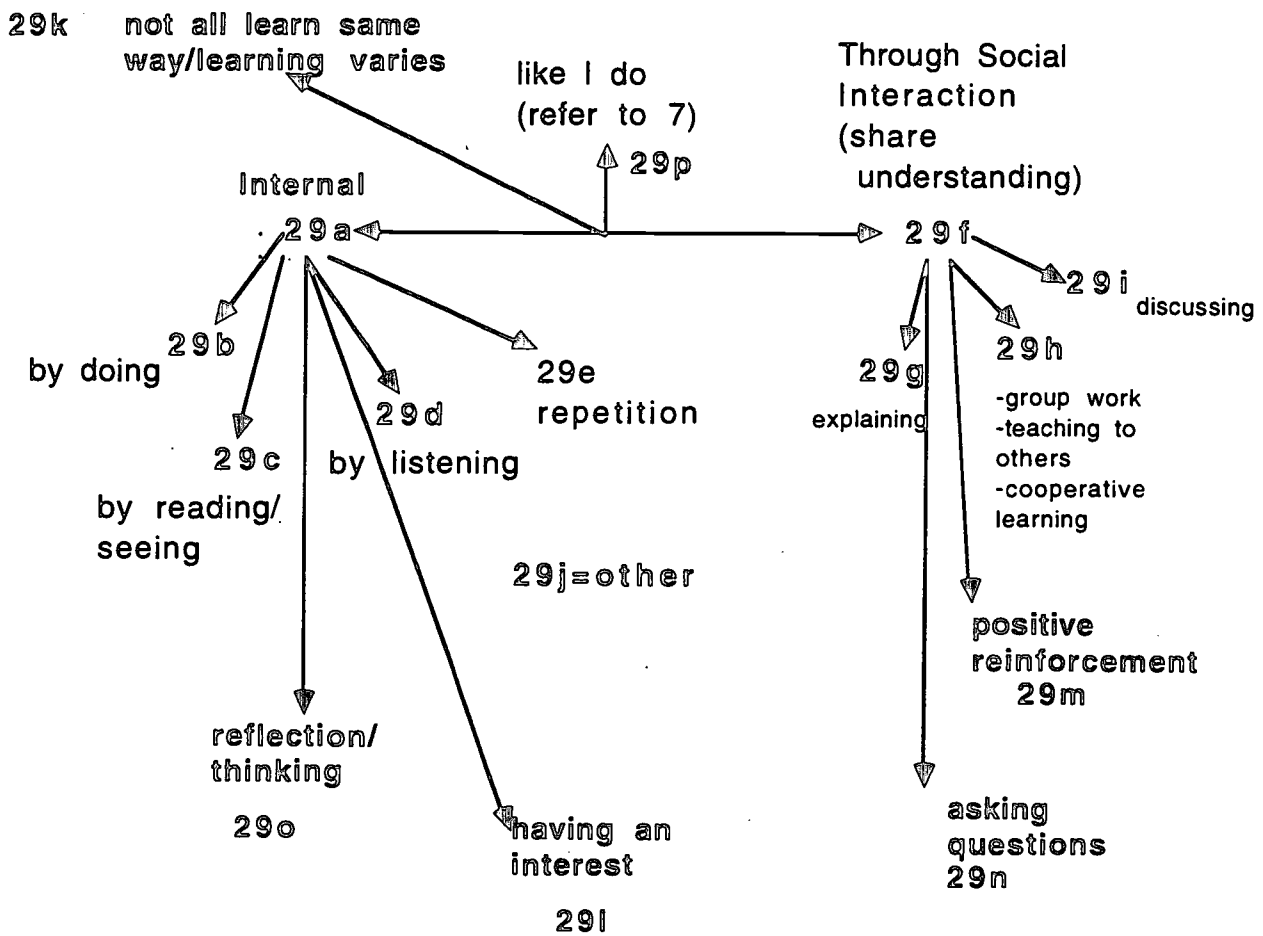 29k not all learn same
way/learning varies
like I do
(refer to 7)
29p
Through Social
Interaction
(share
understanding)
Internal
29a
29f
29i
discussing
29b
by doing
29c
by reading/
seeing
29d
by listening
29e
repetition
29g
explaining
29h
-group work
-teaching to
others
-cooperative
learning
29j=other
positive
reinforcement
29m
reflection/
thinking
29o
having an
interest
29l
asking
questions
29n